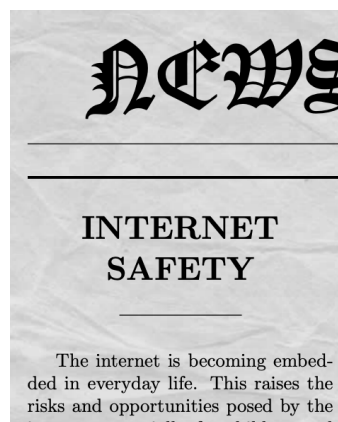 NEWS
INTERNET
SAFETY
The internet is becoming embed-
ded in everyday life. This raises the
risks and opportunities posed by the